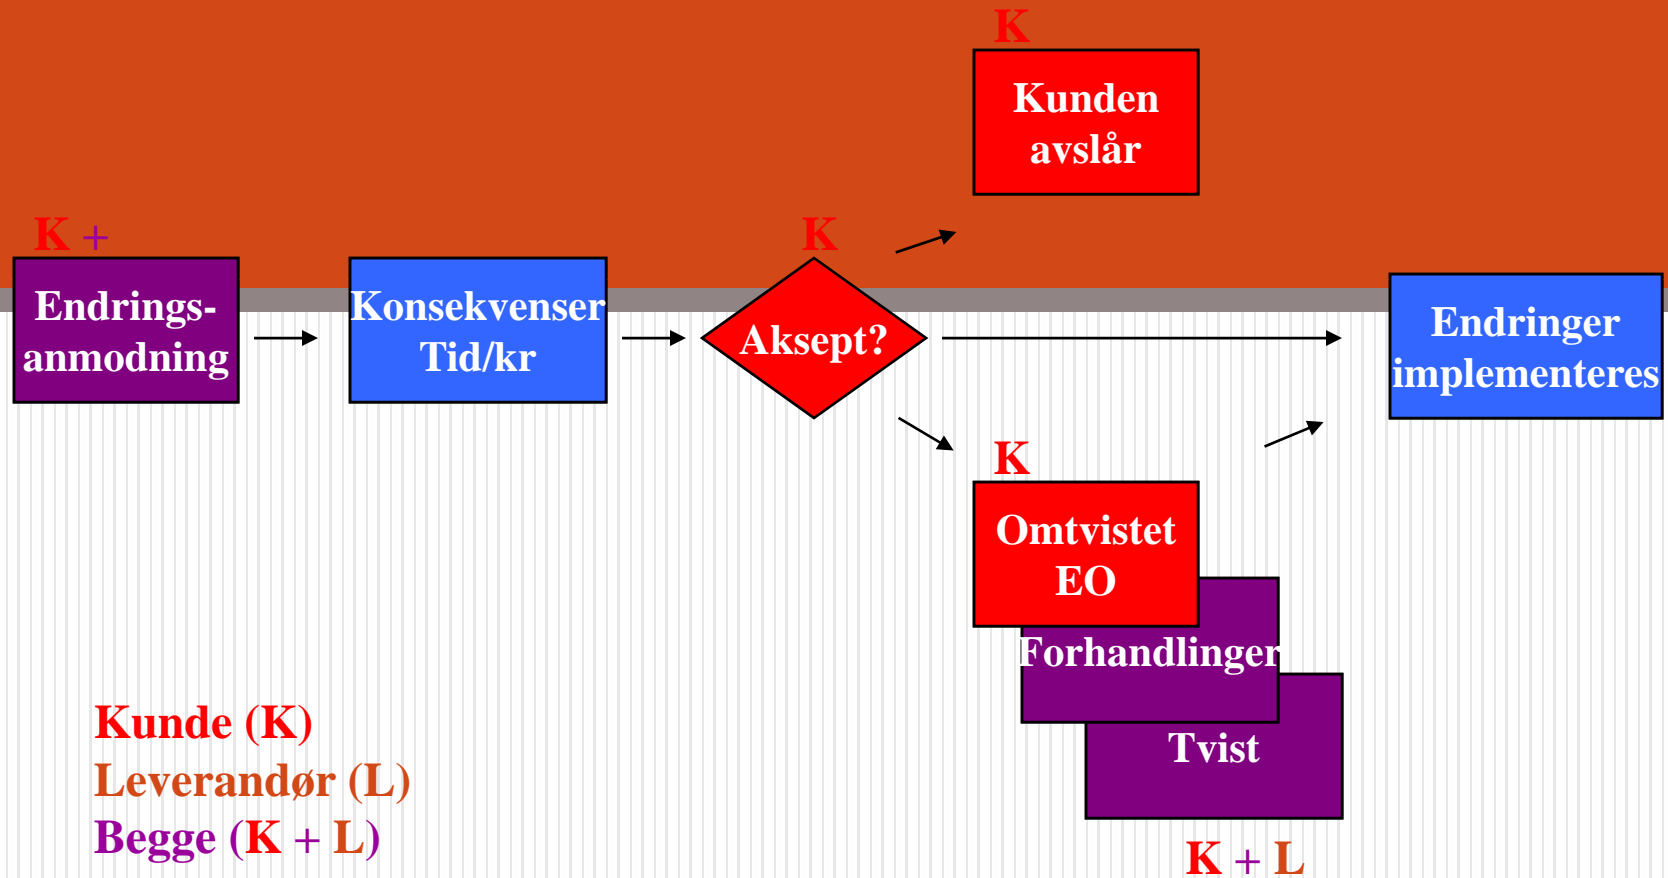 K
Kunden
avslår
K +
Endrings-
anmodning
Konsekvenser
Tid/kr
K
Aksept?
Endringer
implementeres
K
Omtvistet
EO
Forhandlinger
Tvist
K + L
Kunde (K)
Leverandør (L)
Begge (K + L)